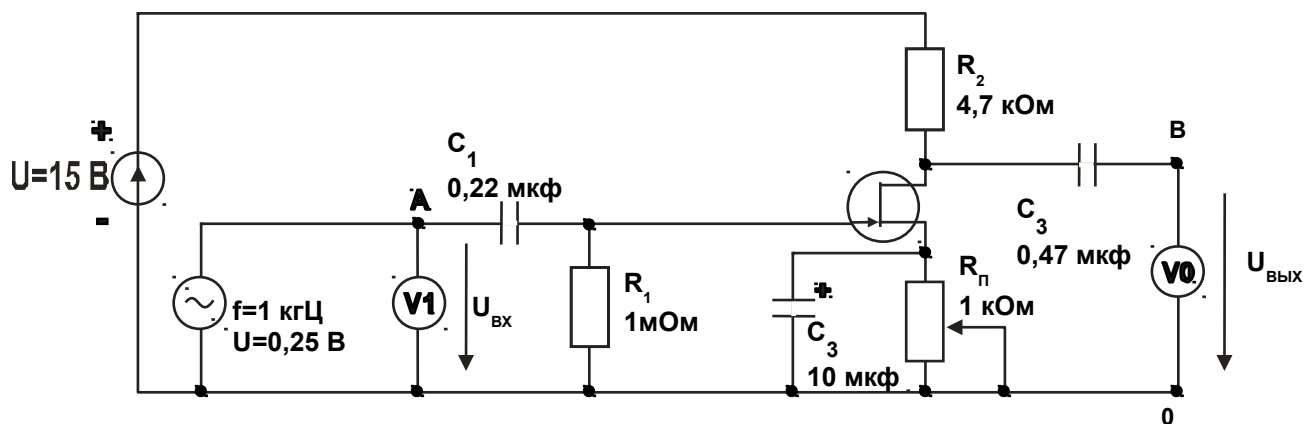 R2
4,7 кОм
B
+
U=15 В
-
C1
0,22 мкф
A
C3
0,47 мкф
f=1 кгЦ
U=0,25 В
V1
UВХ
R1
1мОм
+
C3
10 мкф
RП
1 кОм
V0
UВЫХ
0